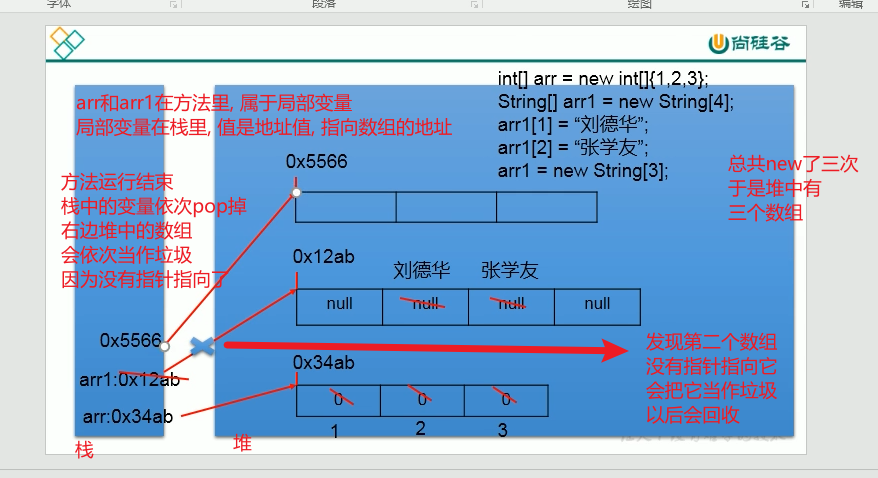 字体
段落
绘图
编辑
尚硅谷
int[] arr = new int[]{1,2,3};
String[] arr1 = new String[4];
arr1[1] = “刘德华”;
arr1[2] = “张学友”;
arr1 = new String[3];
arr和arr1在方法里, 属于局部变量
局部变量在栈里, 值是地址值, 指向数组的地址
总共new了三次
于是堆中有
三个数组
0x5566
方法运行结束
栈中的变量依次pop掉
右边堆中的数组
会依次当作垃圾
因为没有指针指向了
0x12ab
刘德华
张学友
null
null
null
null
0x5566
arr1:0x12ab
arr:0x34ab
发现第二个数组
没有指针指向它
会把它当作垃圾
以后会回收
0x34ab
0
0
0
1
2
3
栈
堆